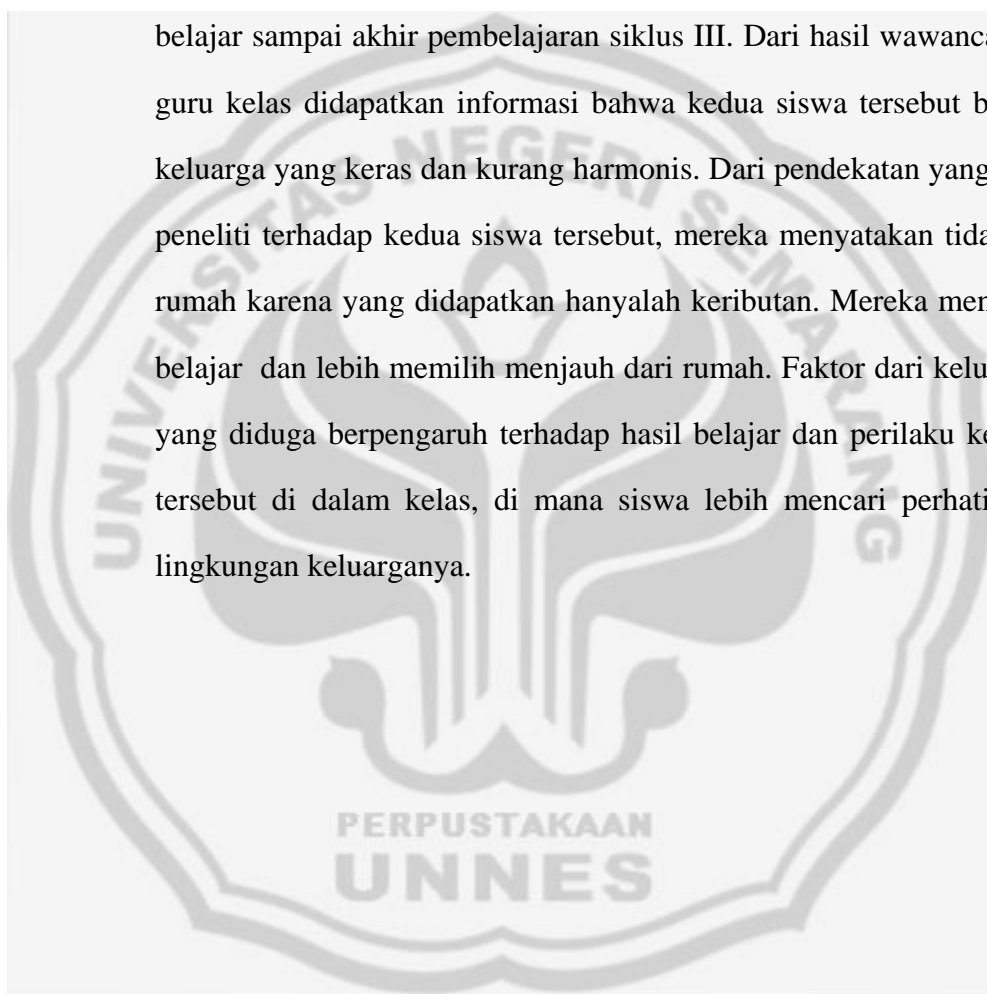 belajar sampai akhir pembelajaran siklus III. Dari hasil wawanca
guru kelas didapatkan informasi bahwa kedua siswa tersebut b
keluarga yang keras dan kurang harmonis. Dari pendekatan yang
peneliti terhadap kedua siswa tersebut, mereka menyatakan tida
rumah karena yang didapatkan hanyalah keributan. Mereka men
belajar dan lebih memilih menjauh dari rumah. Faktor dari kelu
yang diduga berpengaruh terhadap hasil belajar dan perilaku ke
tersebut di dalam kelas, di mana siswa lebih mencari perhati
lingkungan keluarganya.
UNIVERSITAS NEGERI SEMARANG
PERPUSTAKAAN
UNNES